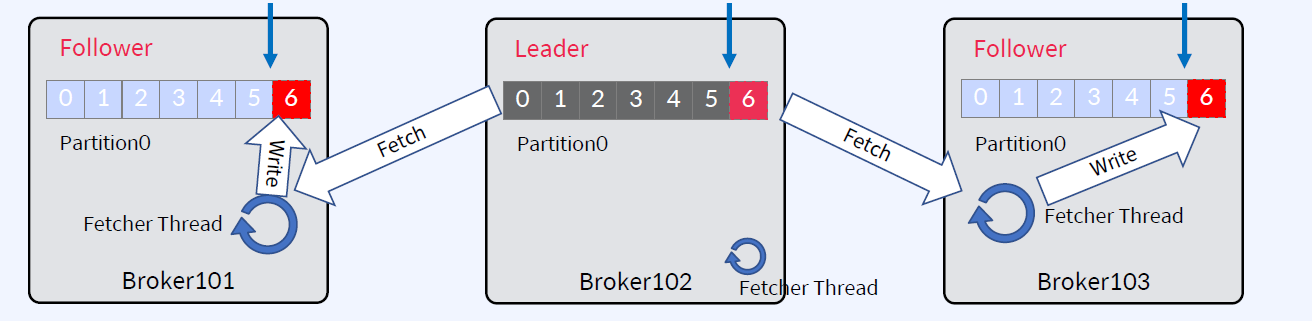 Follower
0 1 2 3 4 5 6
Partition0
Fetch
Write
Fetcher Thread
Broker101
Leader
0 1 2 3 4 5 6
Partition0
Fetch
Broker102
Fetcher Thread
Follower
0 1 2 3 4 5 6
Partition0
Write
Fetcher Thread
Broker103